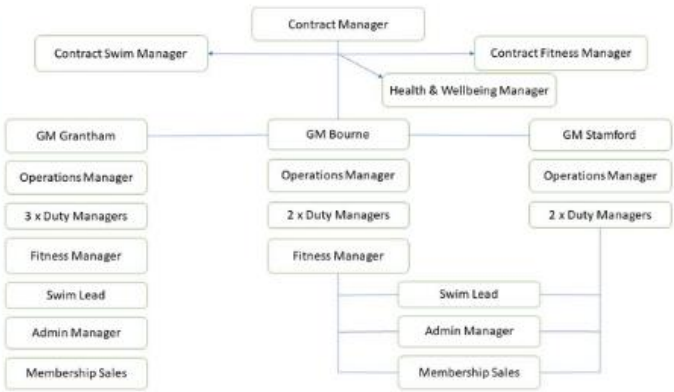 Contract Manager
Contract Swim Manager
Contract Fitness Manager
Health & Wellbeing Manager
GM Grantham
GM Bourne
GM Stamford
Operations Manager
Operations Manager
Operations Manager
3 x Duty Managers
2 x Duty Managers
2 x Duty Managers
Fitness Manager
Fitness Manager
Swim Lead
Swim Lead
Admin Manager
Admin Manager
Membership Sales
Membership Sales